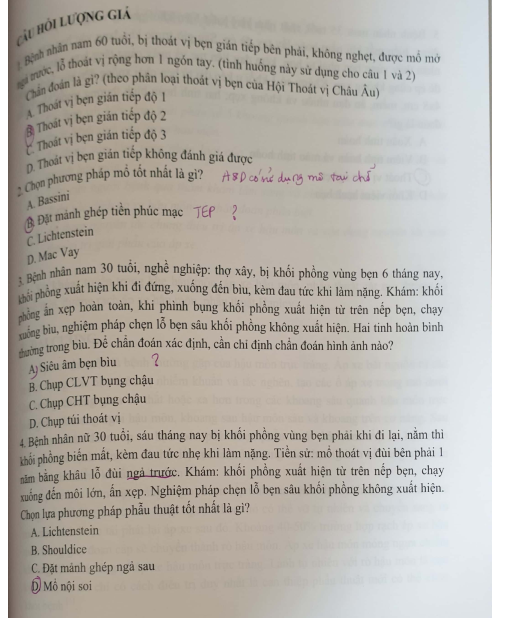 CÂU HỎI LƯỢNG GIÁ
1. Bệnh nhân nam 60 tuổi, bị thoát vị bẹn gián tiếp bên phải, không nghẹt, được mổ mở
ngả trước, lỗ thoát vị rộng hơn 1 ngón tay. (tình huống này sử dụng cho câu 1 và 2)
Chẩn đoán là gì? (theo phân loại thoát vị bẹn của Hội Thoát vị Châu Âu)
A. Thoát vị bẹn gián tiếp độ 1
B. Thoát vị bẹn gián tiếp độ 2
C. Thoát vị bẹn gián tiếp độ 3
D. Thoát vị bẹn gián tiếp không đánh giá được
2. Chọn phương pháp mổ tốt nhất là gì? A&D có sử dụng mê tại chỗ
A. Bassini
B. Đặt mảnh ghép tiền phúc mạc TEP ?
C. Lichtenstein
D. Mac Vay
3. Bệnh nhân nam 30 tuổi, nghề nghiệp: thợ xây, bị khối phồng vùng bẹn 6 tháng nay,
khối phồng xuất hiện khi đi đứng, xuống đến bìu, kèm đau tức khi làm nặng. Khám: khối
phồng ấn xẹp hoàn toàn, khi phình bụng khối phồng xuất hiện từ trên nếp bẹn, chạy
xuống bìu, nghiệm pháp chẹn lỗ bẹn sâu khối phồng không xuất hiện. Hai tinh hoàn bình
thường trong bìu. Để chẩn đoán xác định, cần chỉ định chẩn đoán hình ảnh nào?
A. Siêu âm bẹn bìu ?
B. Chụp CLVT bụng chậu
C. Chụp CHT bụng chậu
D. Chụp túi thoát vị
4. Bệnh nhân nữ 30 tuổi, sáu tháng nay bị khối phồng vùng bẹn phải khi đi lại, nằm thì
khối phồng biến mất, kèm đau tức nhẹ khi làm nặng. Tiền sử: mổ thoát vị đùi bên phải 1
năm bằng khâu lỗ đùi ngả trước. Khám: khối phồng xuất hiện từ trên nếp bẹn, chạy
xuống đến môi lớn, ấn xẹp. Nghiệm pháp chẹn lỗ bẹn sâu khối phồng không xuất hiện.
Chọn lựa phương pháp phẫu thuật tốt nhất là gì?
A. Lichtenstein
B. Shouldice
C. Đặt mảnh ghép ngả sau
D. Mổ nội soi